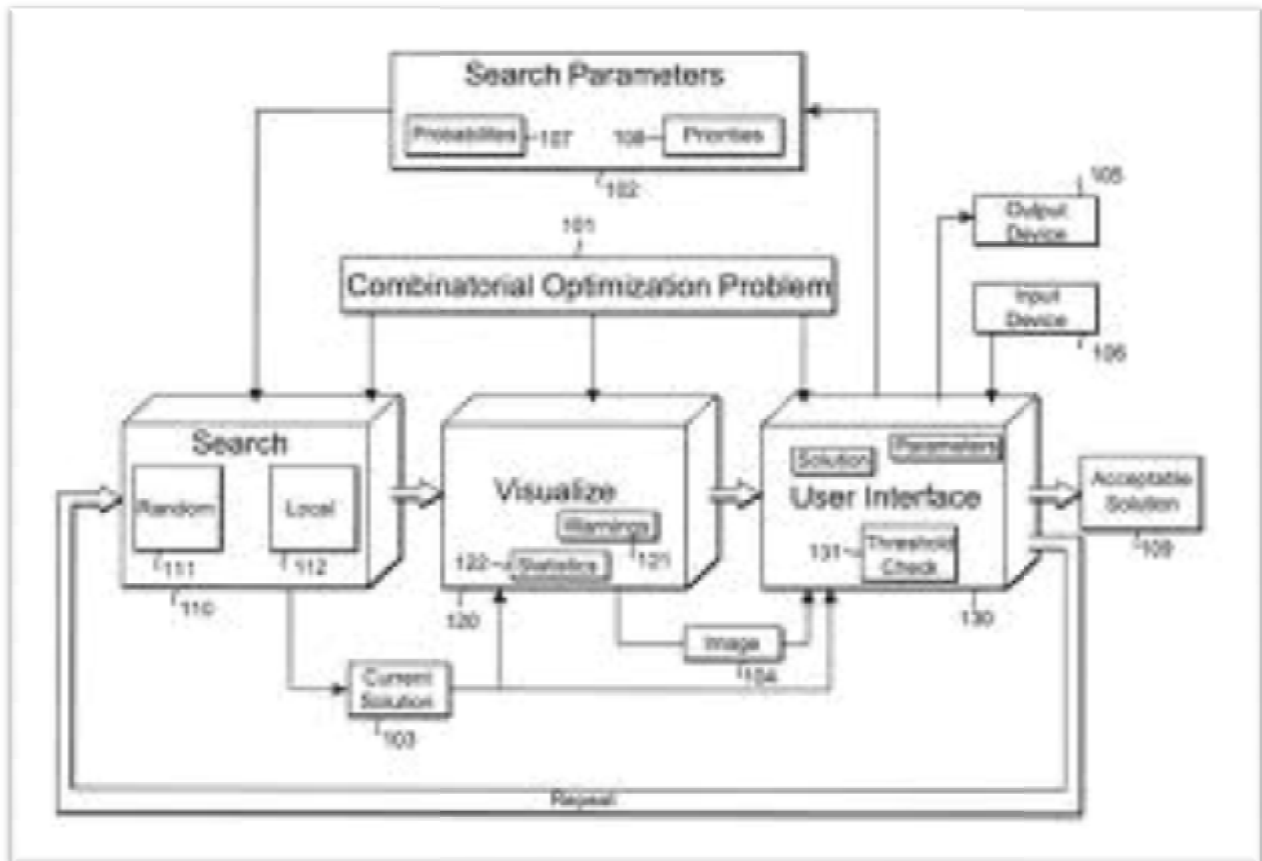 Search Parameters
Probabilities
107
108
Priorities
102
105
Output
Device
101
Combinatorial Optimization Problem
Input
Device
106
Search
Random
Local
111
112
110
Visualize
Warnings
121
122
Statistics
120
Solution
Parameters
User Interface
131
Threshold
Check
130
Acceptable
Solution
109
Image
104
Current
Solution
103
Repeat